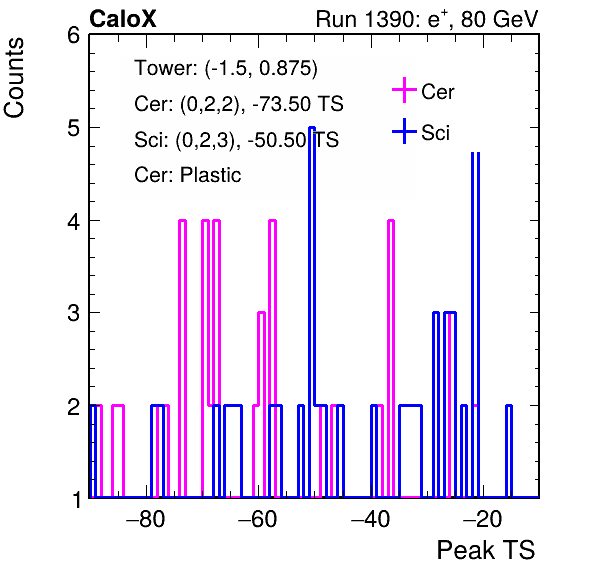 CaloX Run 1390: e⁺, 80 GeV
Counts
6
5
4
3
2
1
Tower: (-1.5, 0.875)
Cer: (0,2,2), -73.50 TS
Sci: (0,2,3), -50.50 TS
Cer: Plastic
Cer
Sci
−80 −60 −40 −20
Peak TS